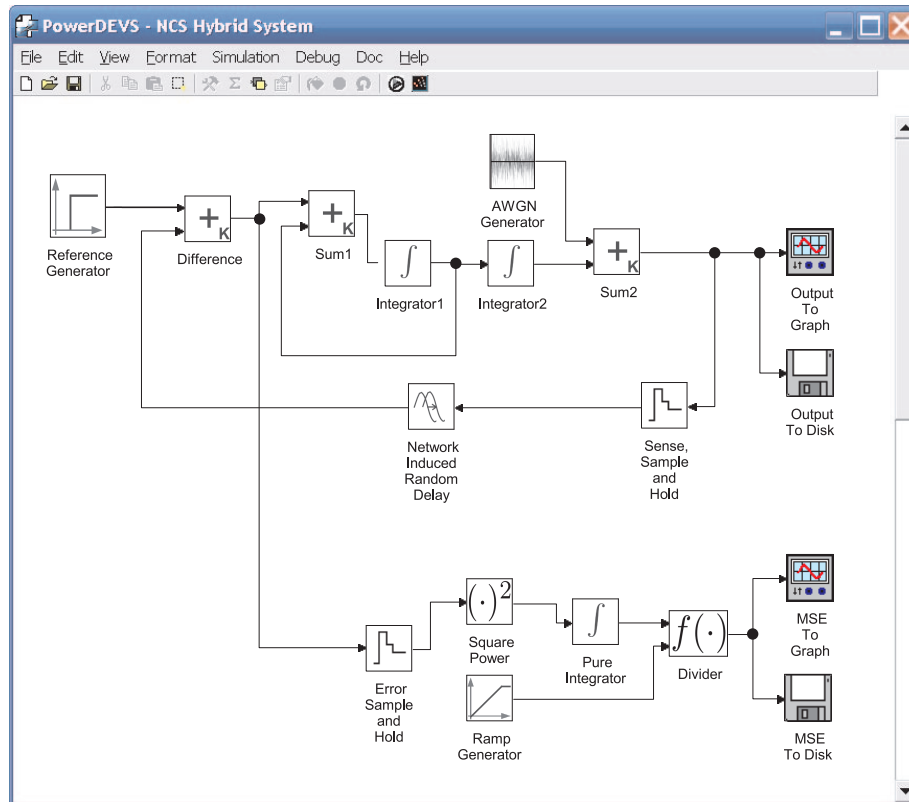 PowerDEVS - NCS Hybrid System
File Edit View Format Simulation Debug Doc Help
Reference
Generator
+
K
Difference
+
K
Sum1
∫
Integrator1
∫
Integrator2
AWGN
Generator
+
K
Sum2
Output
To
Graph
Output
To Disk
Network
Induced
Random
Delay
Sense,
Sample
and
Hold
Error
Sample
and
Hold
(·)²
Square
Power
Ramp
Generator
∫
Pure
Integrator
f(·)
Divider
MSE
To
Graph
MSE
To Disk